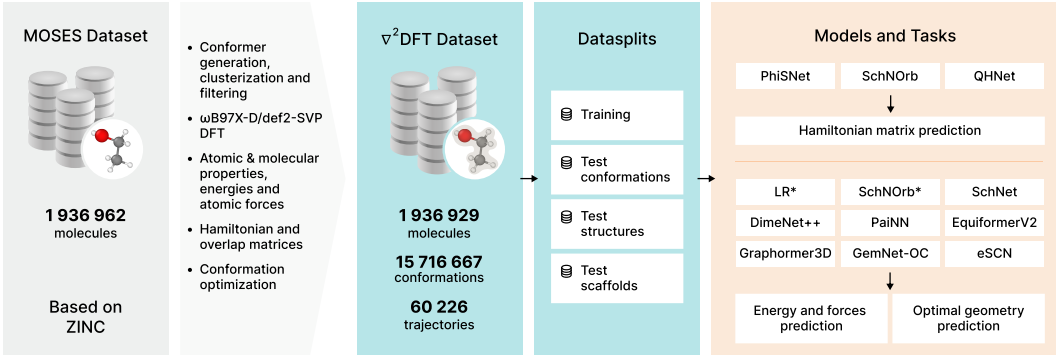 MOSES Dataset
1 936 962
molecules
Based on
ZINC
• Conformer
generation,
clusterization and
filtering
• ωB97X-D/def2-SVP
DFT
• Atomic & molecular
properties,
energies and
atomic forces
• Hamiltonian and
overlap matrices
• Conformation
optimization
∇²DFT Dataset
1 936 929
molecules
15 716 667
conformations
60 226
trajectories
Datasplits
Training
Test
conformations
Test
structures
Test
scaffolds
Models and Tasks
PhiSNet
SchNOrb
QHNet
Hamiltonian matrix prediction
LR*
SchNOrb*
SchNet
DimeNet++
PaiNN
EquiformerV2
Graphormer3D
GemNet-OC
eSCN
Energy and forces
prediction
Optimal geometry
prediction